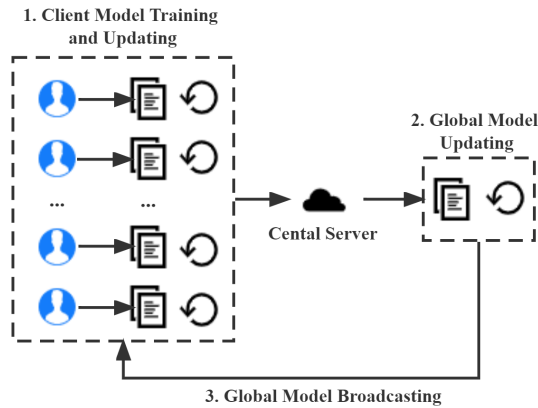 1. Client Model Training
and Updating
2. Global Model
Updating
...
...
Cental Server
3. Global Model Broadcasting